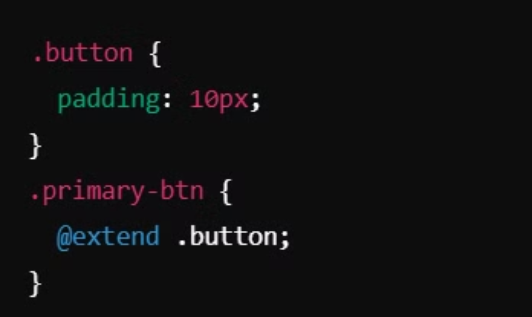 .button {
  padding: 10px;
}
.primary-btn {
  @extend .button;
}